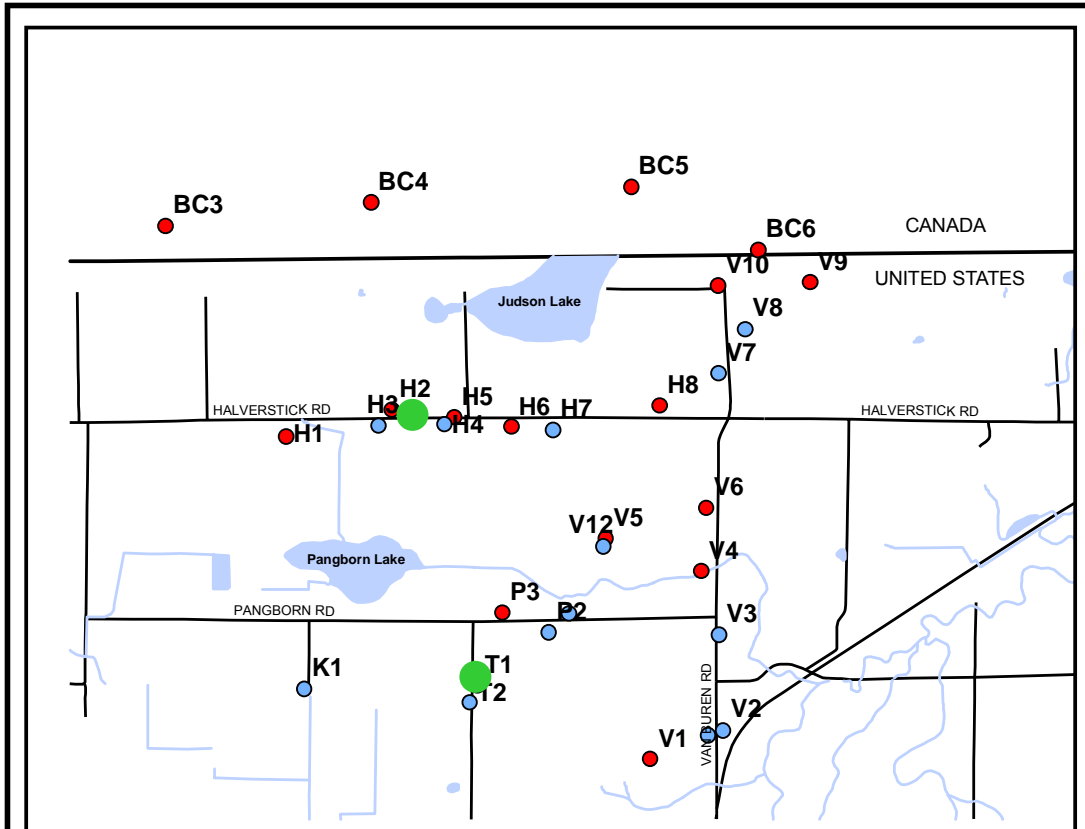 BC5
BC4
BC3
CANADA
BC6
V10
V9
UNITED STATES
Judson Lake
V8
V7
H2
H8
H5
HALVERSTICK RD
HALVERSTICK RD
H3
H6
H7
H4
H1
V6
V12
V5
Pangborn Lake
V4
P3
PANGBORN RD
P2
V3
T1
K1
T2
VAN BUREN RD
V2
V1